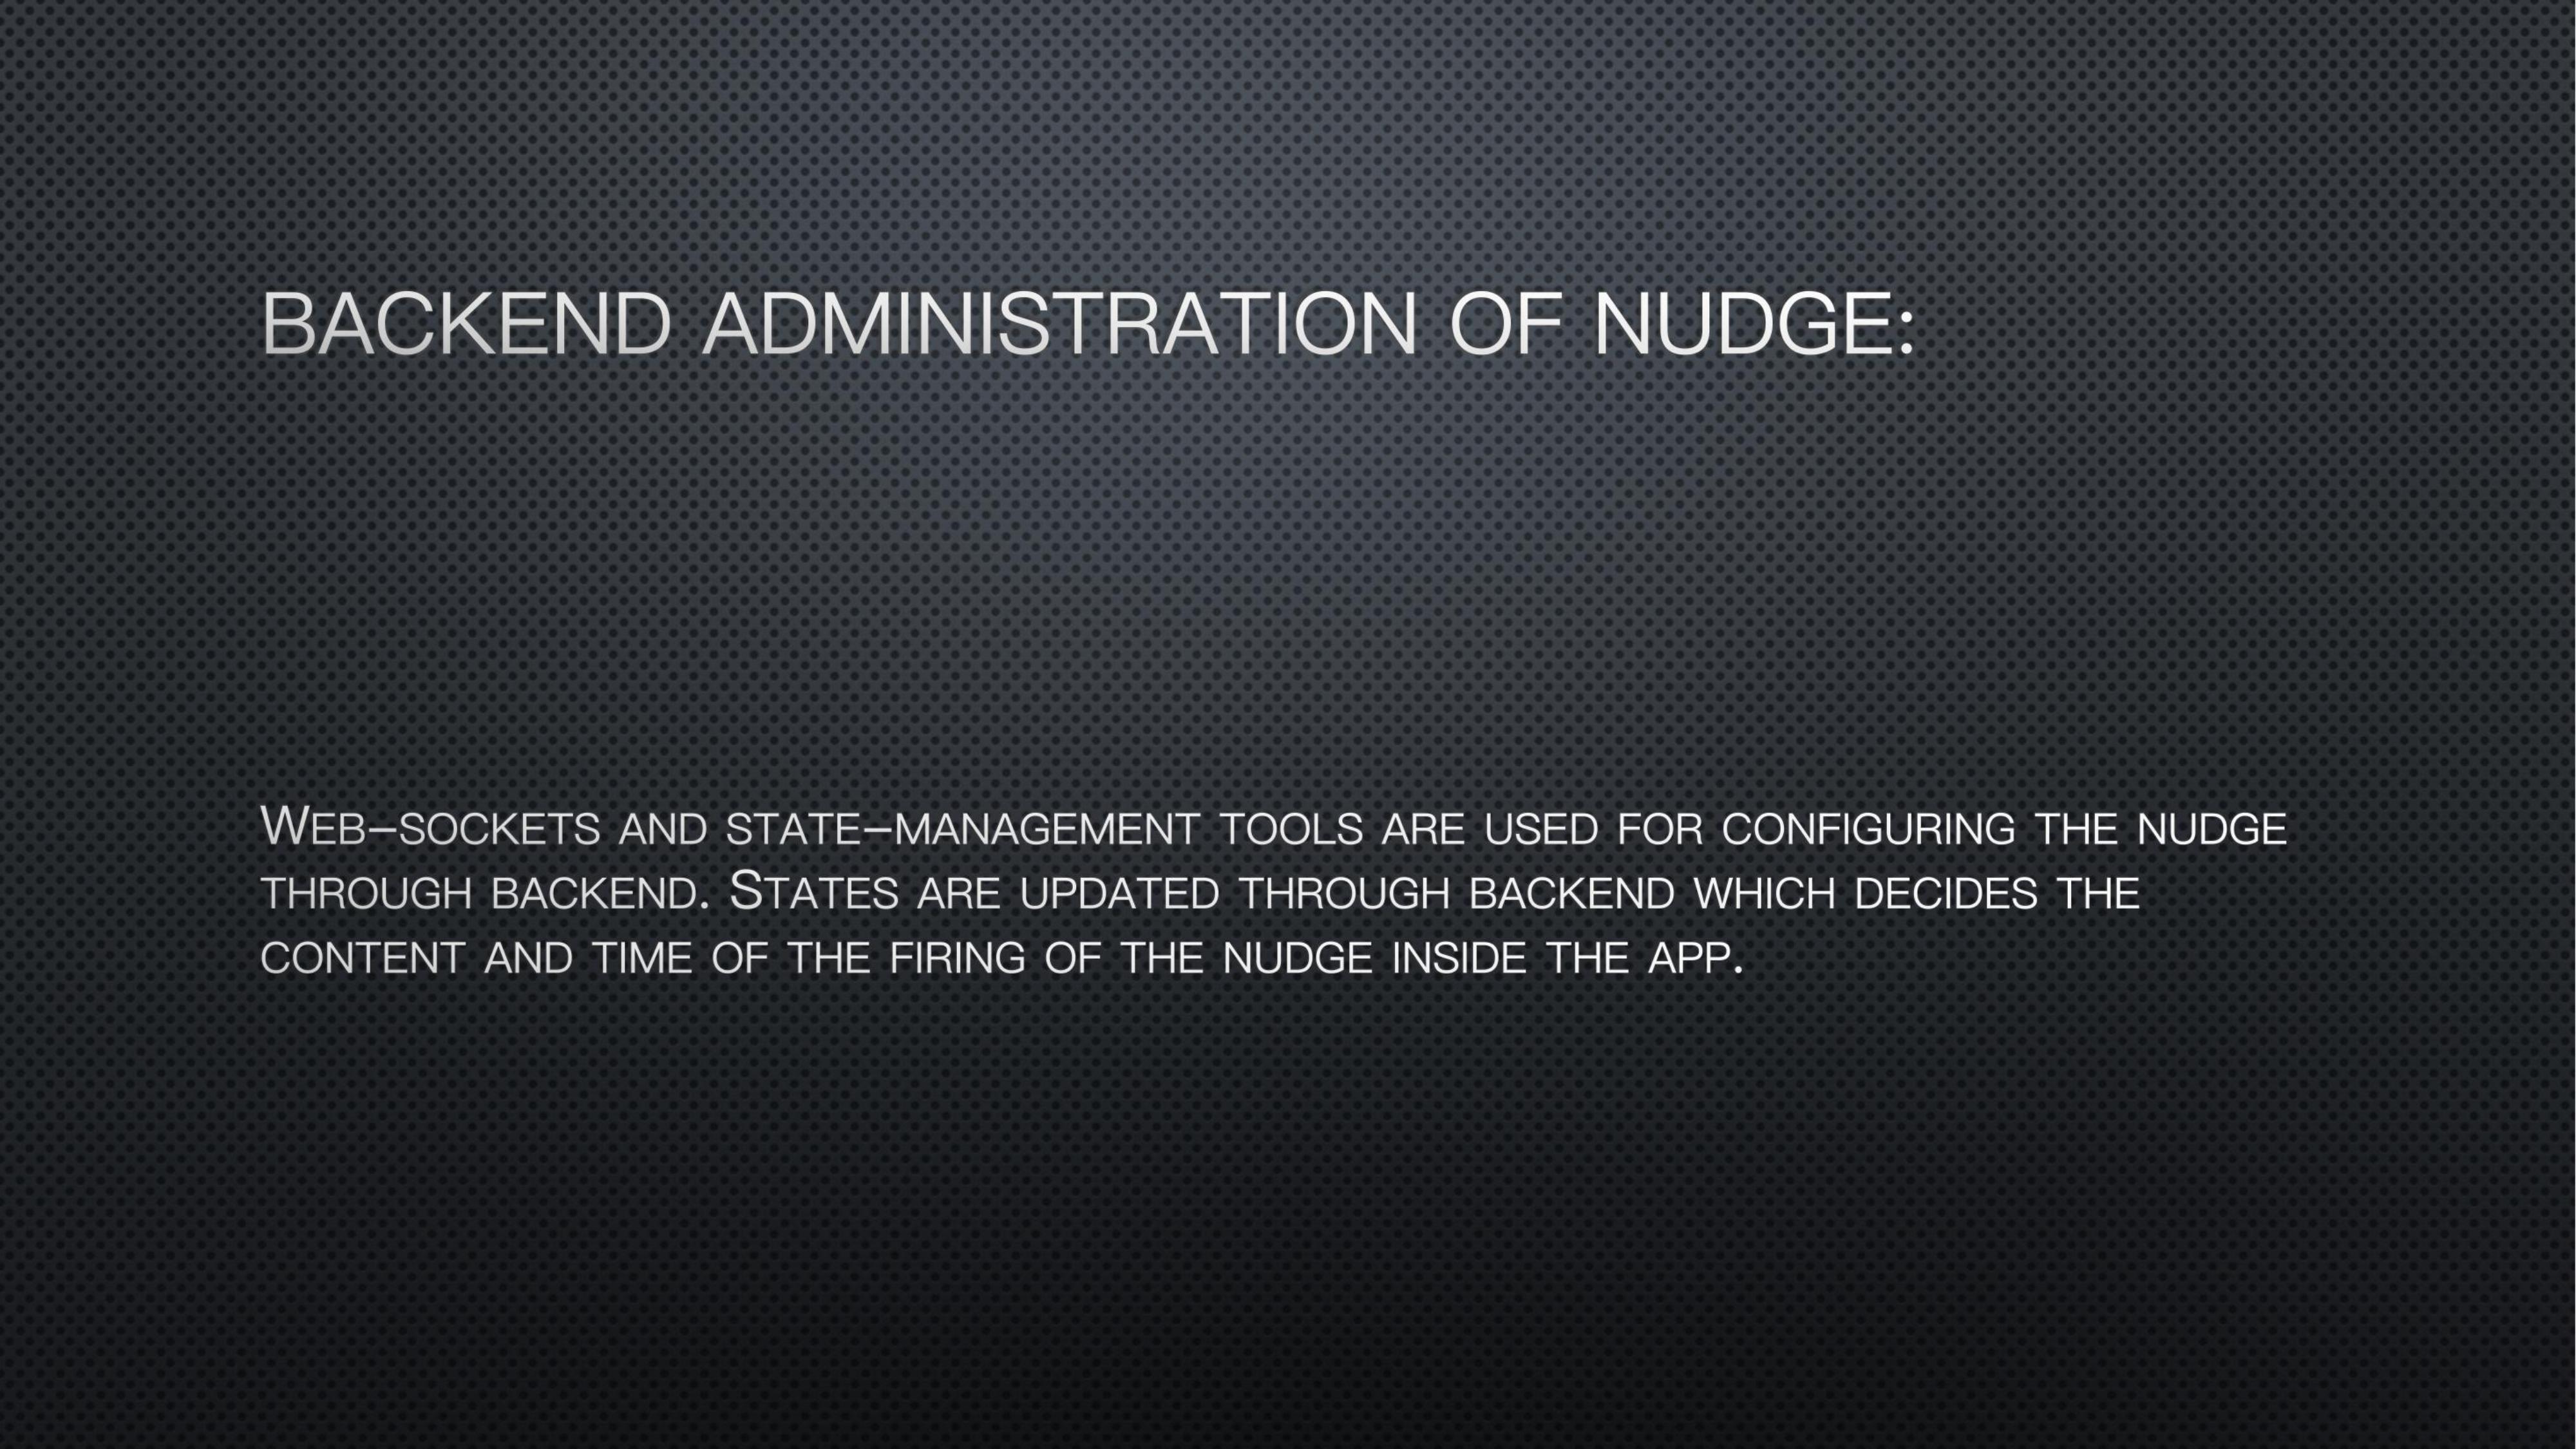 BACKEND ADMINISTRATION OF NUDGE:
Web-sockets and state-management tools are used for configuring the nudge
through backend. States are updated through backend which decides the
content and time of the firing of the nudge inside the app.